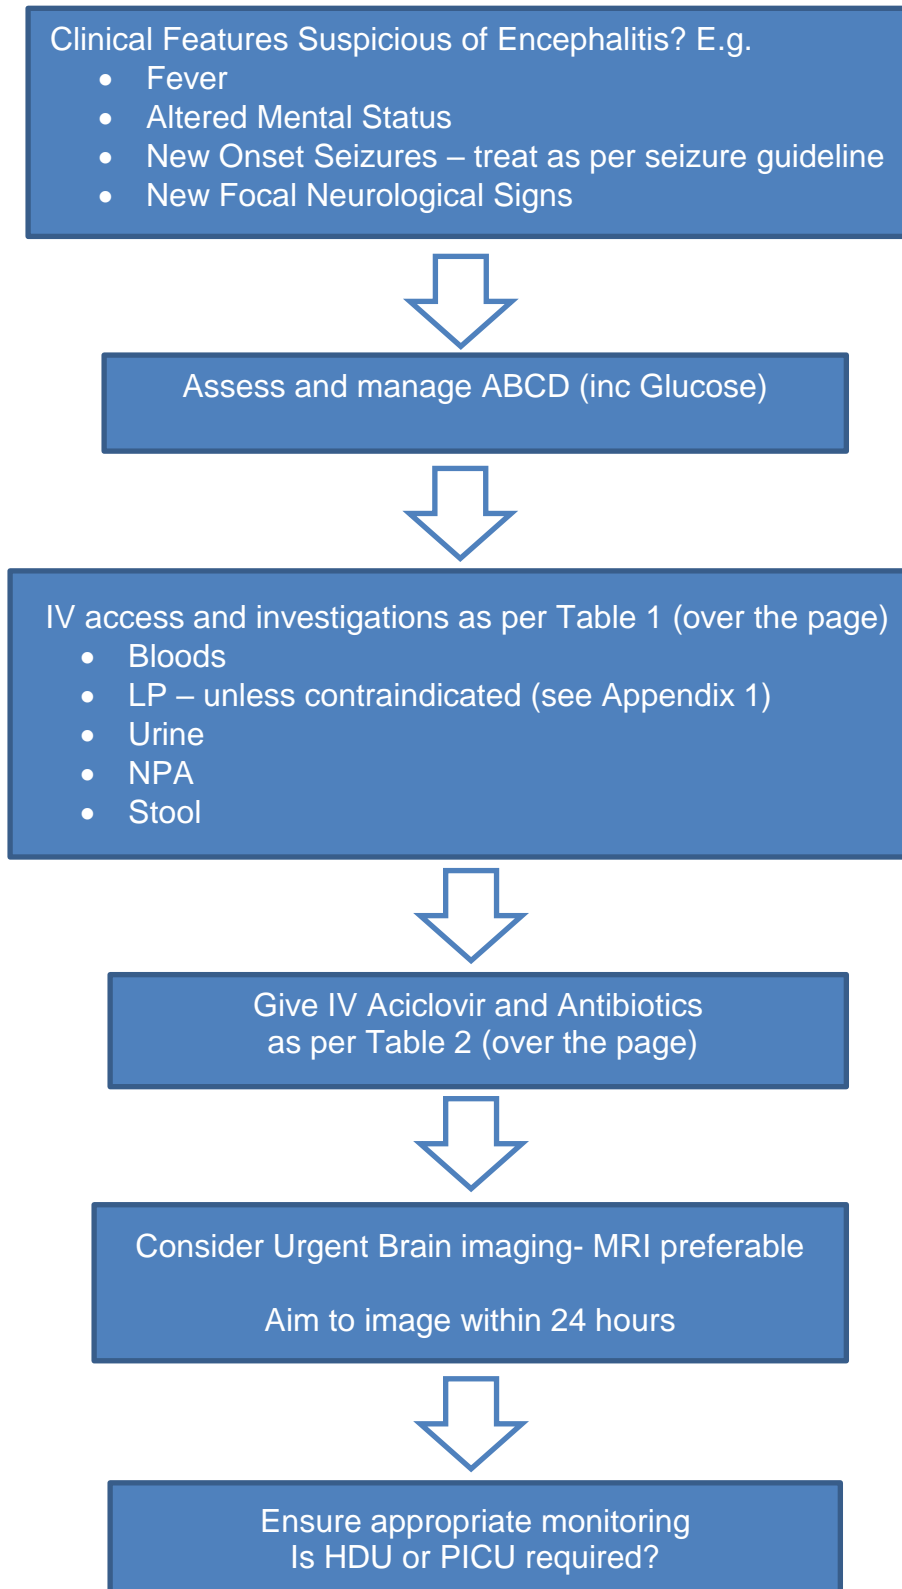 Clinical Features Suspicious of Encephalitis? E.g.
• Fever
• Altered Mental Status
• New Onset Seizures – treat as per seizure guideline
• New Focal Neurological Signs
Assess and manage ABCD (inc Glucose)
IV access and investigations as per Table 1 (over the page)
• Bloods
• LP – unless contraindicated (see Appendix 1)
• Urine
• NPA
• Stool
Give IV Aciclovir and Antibiotics
as per Table 2 (over the page)
Consider Urgent Brain imaging- MRI preferable
Aim to image within 24 hours
Ensure appropriate monitoring
Is HDU or PICU required?